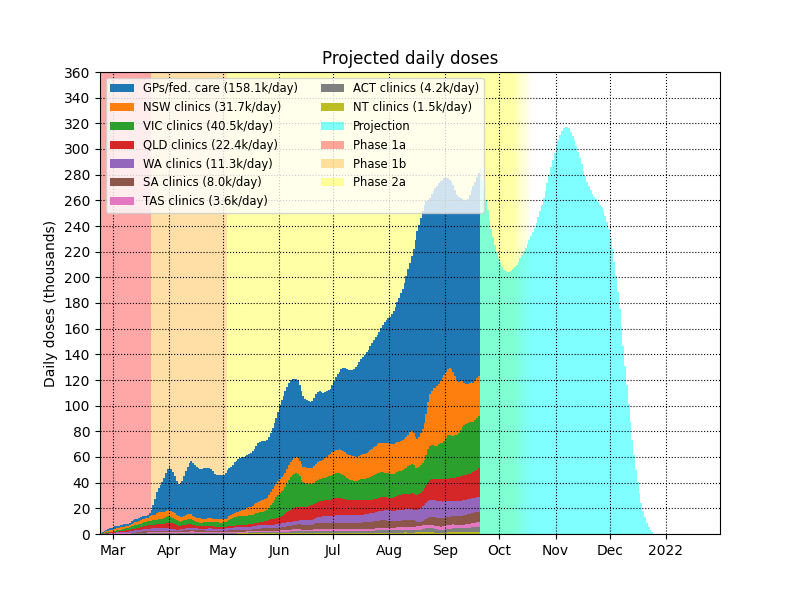 Projected daily doses
Daily doses (thousands)
360
340
320
300
280
260
240
220
200
180
160
140
120
100
80
60
40
20
0
GPs/fed. care (158.1k/day)
NSW clinics (31.7k/day)
VIC clinics (40.5k/day)
QLD clinics (22.4k/day)
WA clinics (11.3k/day)
SA clinics (8.0k/day)
TAS clinics (3.6k/day)
ACT clinics (4.2k/day)
NT clinics (1.5k/day)
Projection
Phase 1a
Phase 1b
Phase 2a
Mar Apr May Jun Jul Aug Sep Oct Nov Dec 2022